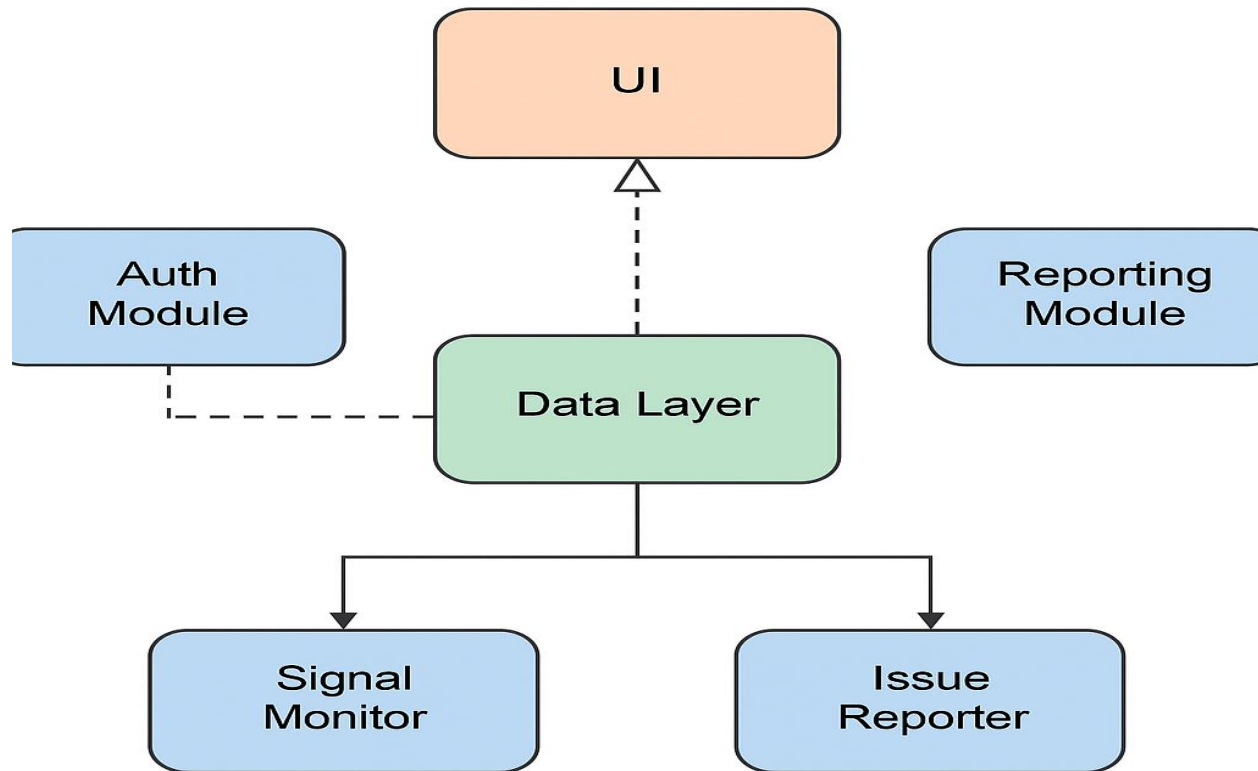 UI
Auth
Module
Reporting
Module
Data Layer
Signal
Monitor
Issue
Reporter